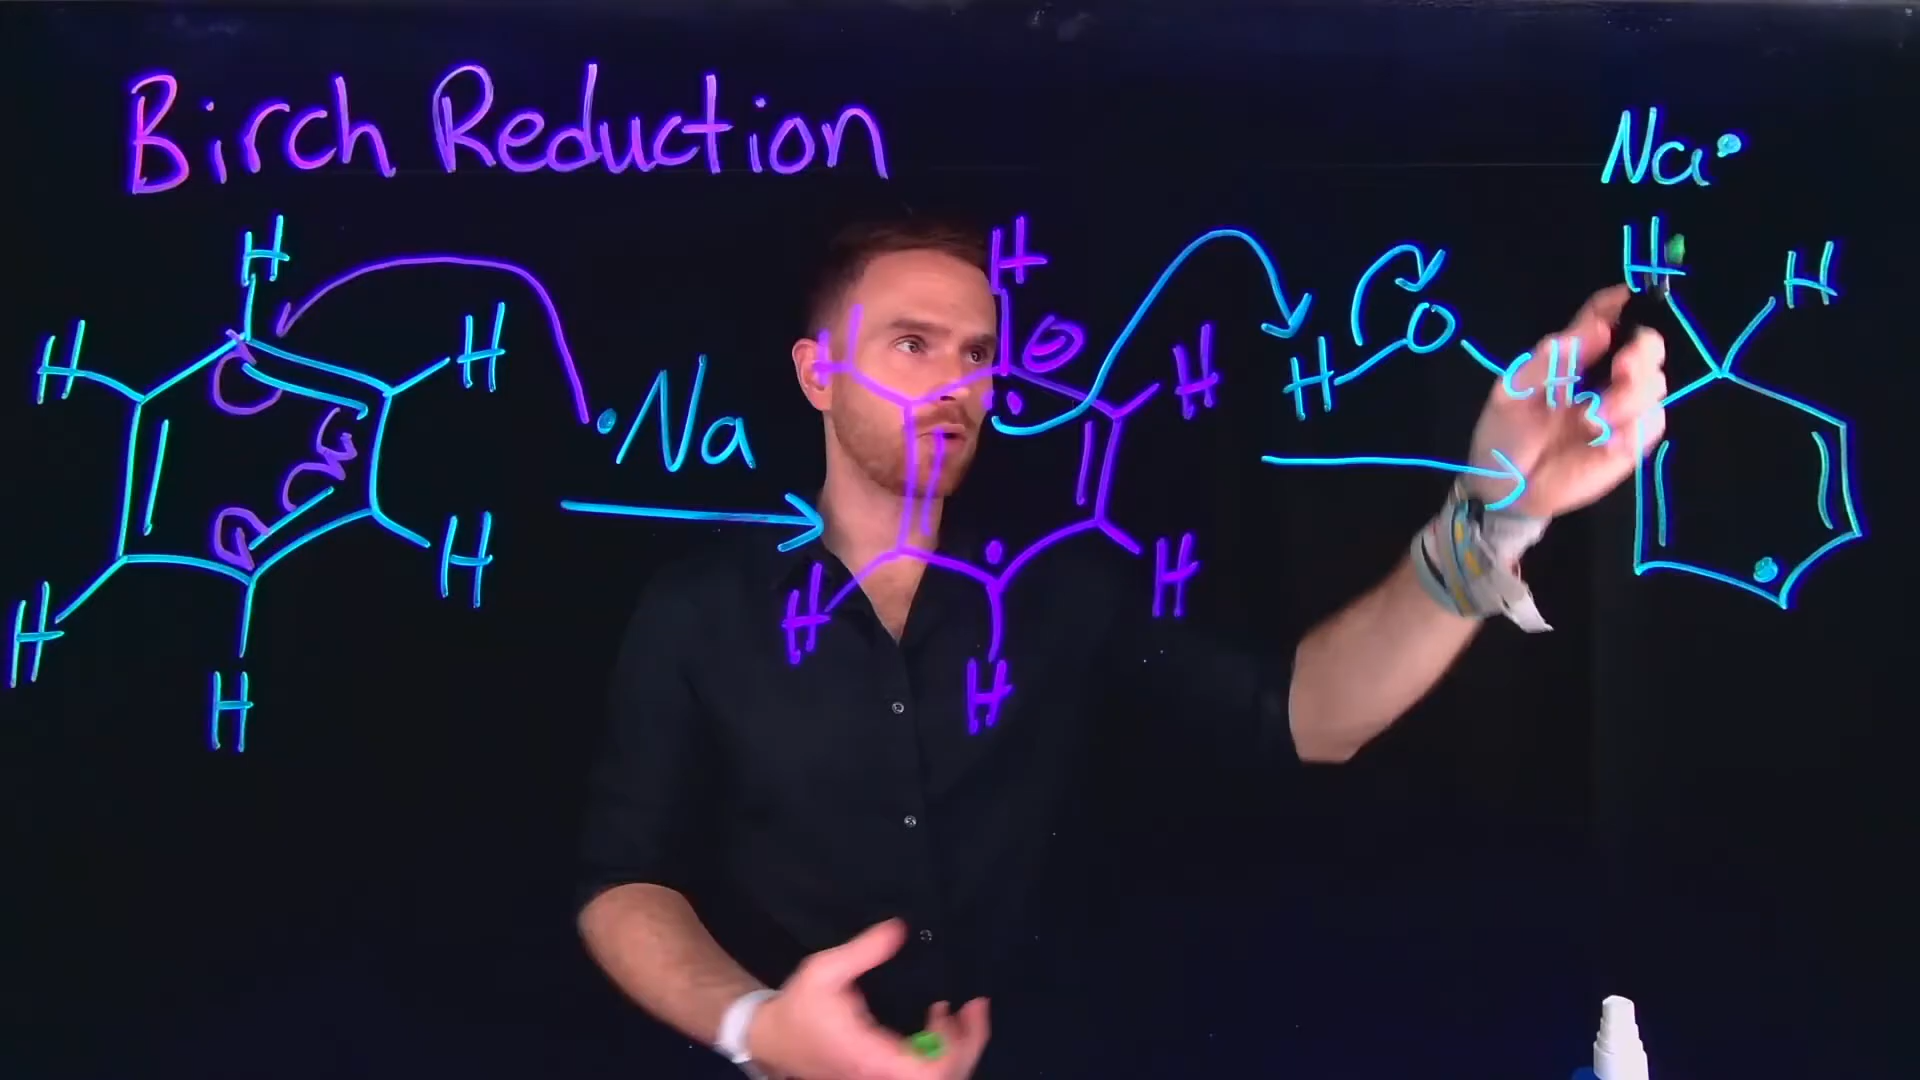 Birch Reduction
Na•
H H H
H H H O H
H CH3
•Na
H H
H H
H H